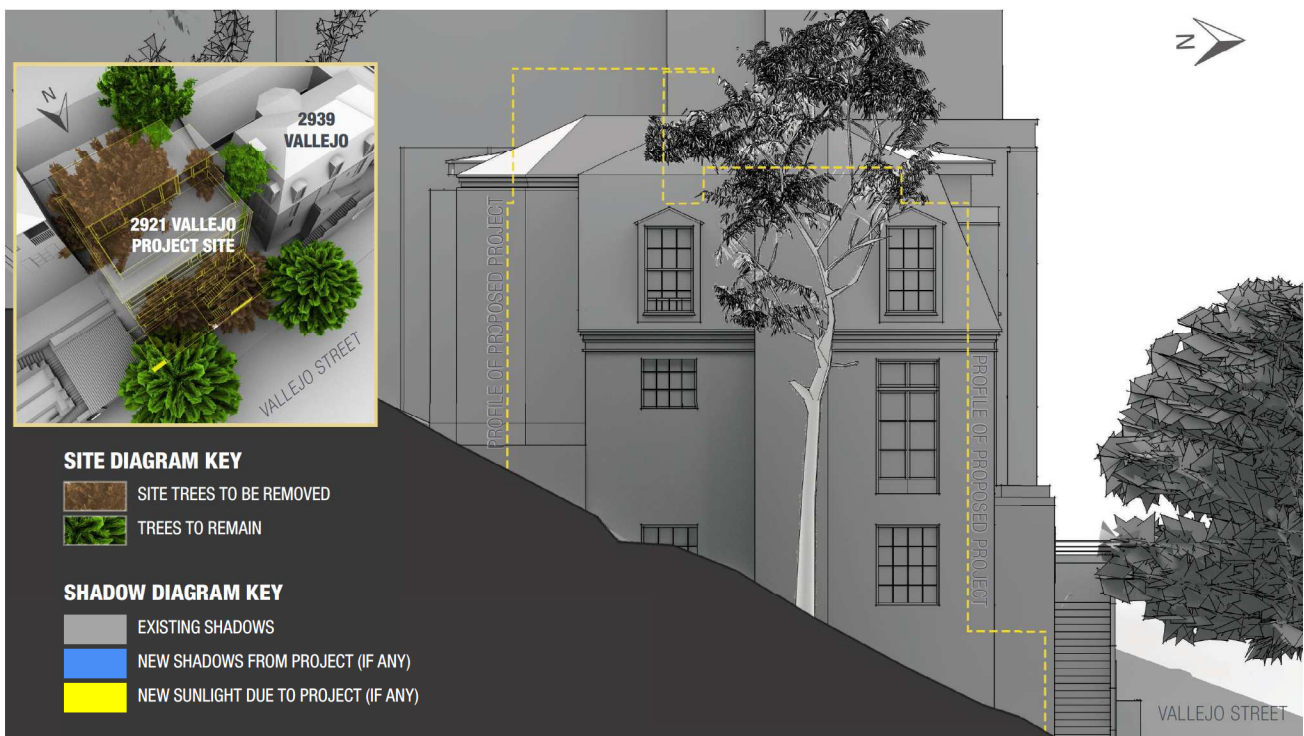 N
2939
VALLEJO
2921 VALLEJO
PROJECT SITE
VALLEJO STREET
SITE DIAGRAM KEY
SITE TREES TO BE REMOVED
TREES TO REMAIN
SHADOW DIAGRAM KEY
EXISTING SHADOWS
NEW SHADOWS FROM PROJECT (IF ANY)
NEW SUNLIGHT DUE TO PROJECT (IF ANY)
PROFILE OF PROPOSED PROJECT
PROFILE OF PROPOSED PROJECT
N
VALLEJO STREET